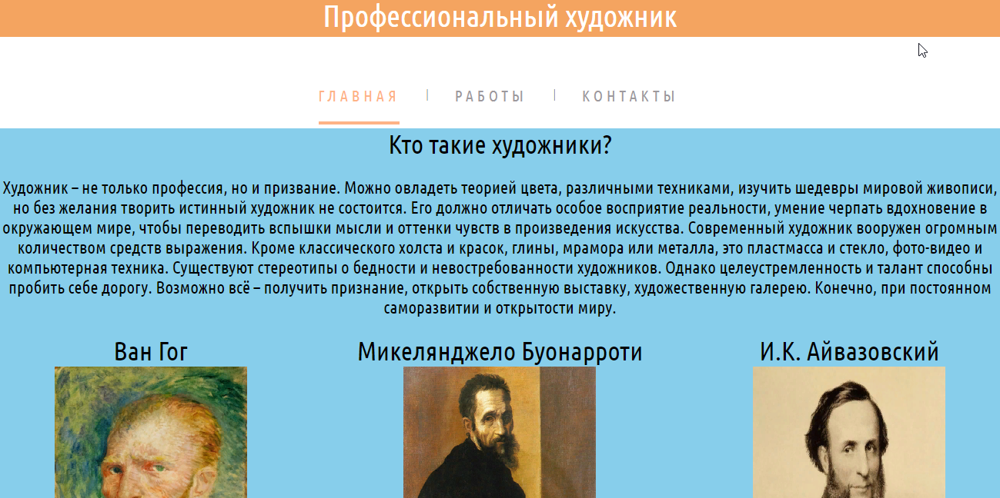 Профессиональный художник
ГЛАВНАЯ РАБОТЫ КОНТАКТЫ
Кто такие художники?
Художник – не только профессия, но и призвание. Можно овладеть теорией цвета, различными техниками, изучить шедевры мировой живописи,
но без желания творить истинный художник не состоится. Его должно отличать особое восприятие реальности, умение черпать вдохновение в
окружающем мире, чтобы переводить вспышки мысли и оттенки чувств в произведения искусства. Современный художник вооружен огромным
количеством средств выражения. Кроме классического холста и красок, глины, мрамора или металла, это пластмасса и стекло, фото-видео и
компьютерная техника. Существуют стереотипы о бедности и невостребованности художников. Однако целеустремленность и талант способны
пробить себе дорогу. Возможно всё – получить признание, открыть собственную выставку, художественную галерею. Конечно, при постоянном
саморазвитии и открытости миру.
Ван Гог Микелянджело Буонарроти И.К. Айвазовский